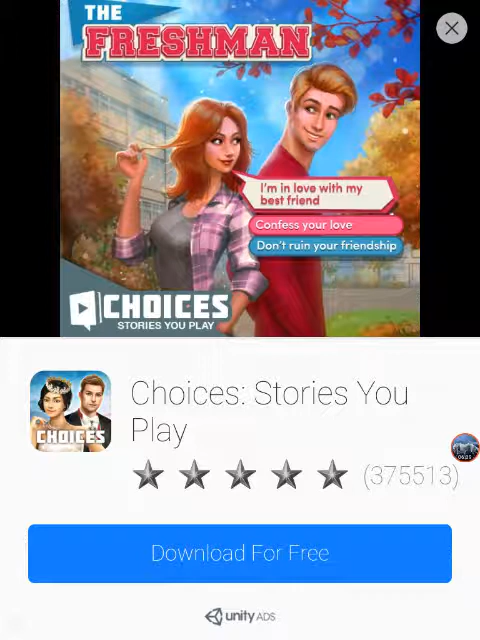 THE
FRESHMAN
I'm in love with my
best friend
Confess your love
Don't ruin your friendship
CHOICES
STORIES YOU PLAY
CHOICES
Choices: Stories You
Play
(375513)
Download For Free
unity ADS